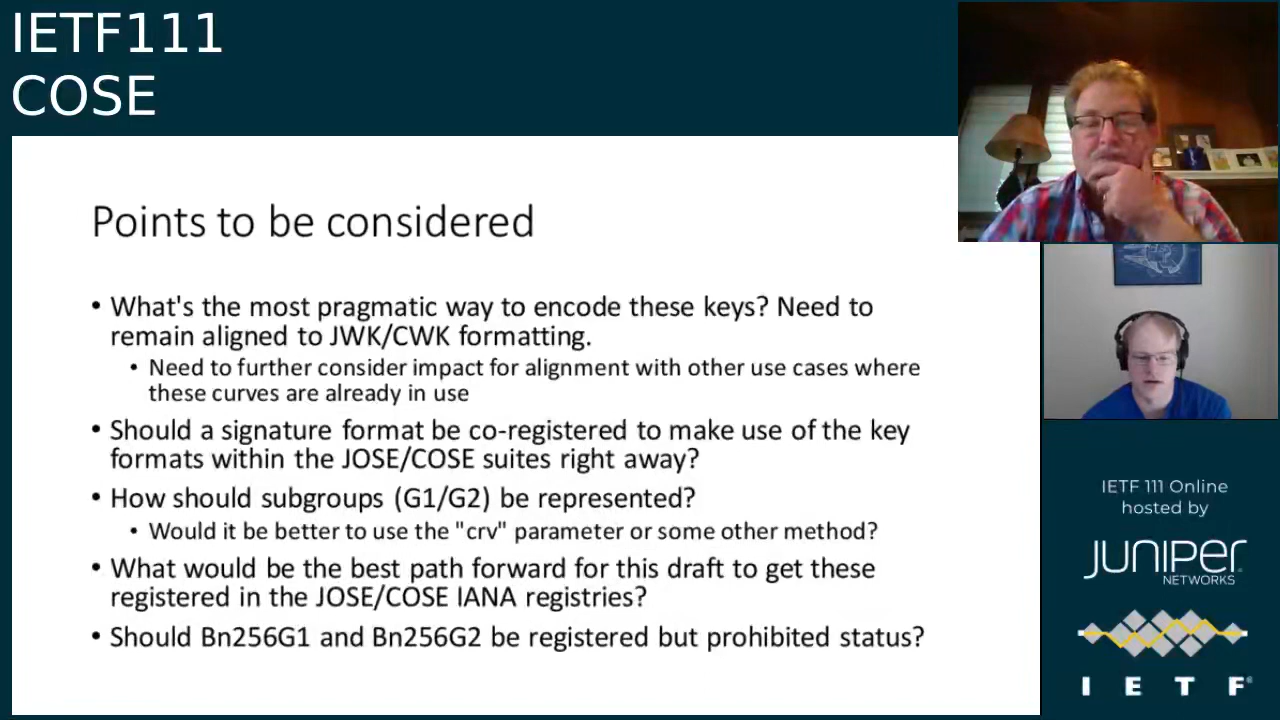 IETF111
COSE
Points to be considered
• What's the most pragmatic way to encode these keys? Need to
remain aligned to JWK/CWK formatting.
• Need to further consider impact for alignment with other use cases where
these curves are already in use
• Should a signature format be co-registered to make use of the key
formats within the JOSE/COSE suites right away?
• How should subgroups (G1/G2) be represented?
• Would it be better to use the "crv" parameter or some other method?
• What would be the best path forward for this draft to get these
registered in the JOSE/COSE IANA registries?
• Should Bn256G1 and Bn256G2 be registered but prohibited status?
IETF 111 Online
hosted by
JUNIPER
NETWORKS
I E T F®